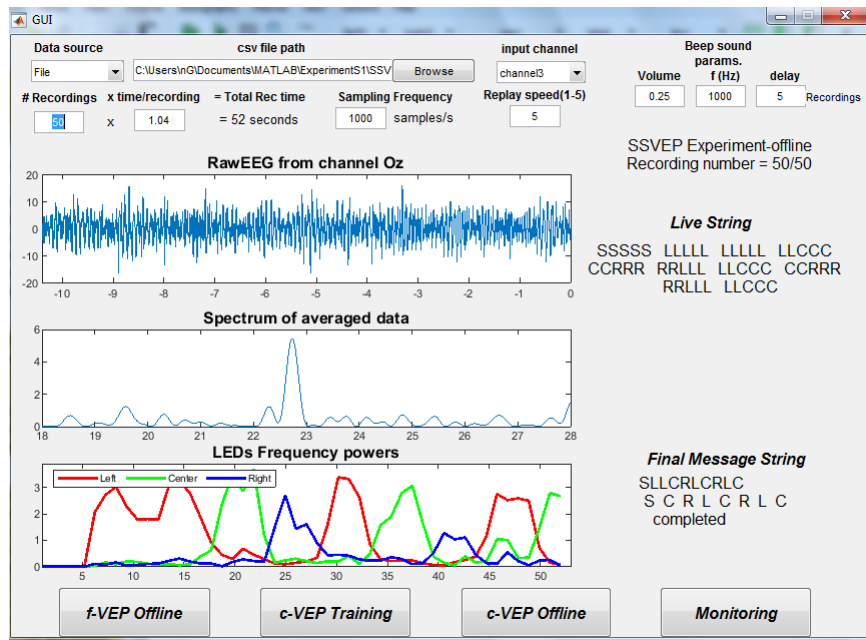 GUI
Data source
csv file path
input channel
Beep sound params.
File
C:\Users\nG\Documents\MATLAB\ExperimentS1\SSV
Browse
channel3
Volume f (Hz) delay
0.25 1000 5 Recordings
# Recordings x time/recording = Total Rec time Sampling Frequency Replay speed(1-5)
50 x 1.04 = 52 seconds 1000 samples/s 5
SSVEP Experiment-offline
Recording number = 50/50
RawEEG from channel Oz
20
10
0
-10
-20
-10 -9 -8 -7 -6 -5 -4 -3 -2 -1 0
Live String
SSSSS LLLLL LLLLL LLCCC
CCRRR RRLLL LLCCC CCRRR
RRLLL LLCCC
Spectrum of averaged data
6
4
2
0
18 19 20 21 22 23 24 25 26 27 28
LEDs Frequency powers
Left Center Right
3
2
1
0
5 10 15 20 25 30 35 40 45 50
Final Message String
SLLCRLCRLC
S C R L C R L C
completed
f-VEP Offline
c-VEP Training
c-VEP Offline
Monitoring